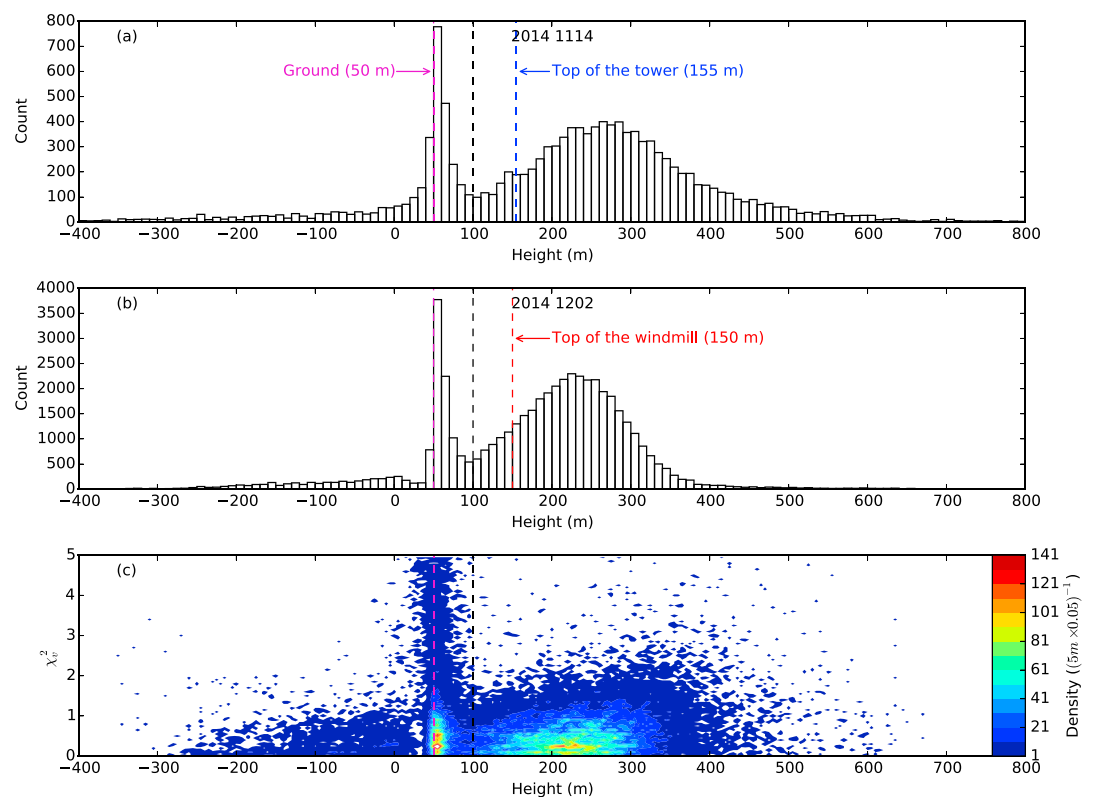 (a)
2014 1114
Ground (50 m)
Top of the tower (155 m)
Count
800
700
600
500
400
300
200
100
0
−400 −300 −200 −100 0 100 200 300 400 500 600 700 800
Height (m)
(b)
2014 1202
Top of the windmill (150 m)
Count
4000
3500
3000
2500
2000
1500
1000
500
0
−400 −300 −200 −100 0 100 200 300 400 500 600 700 800
Height (m)
(c)
χ²ᵥ
5
4
3
2
1
0
−400 −300 −200 −100 0 100 200 300 400 500 600 700 800
Height (m)
141
121
101
81
61
41
21
1
Density ((5m ×0.05)⁻¹)